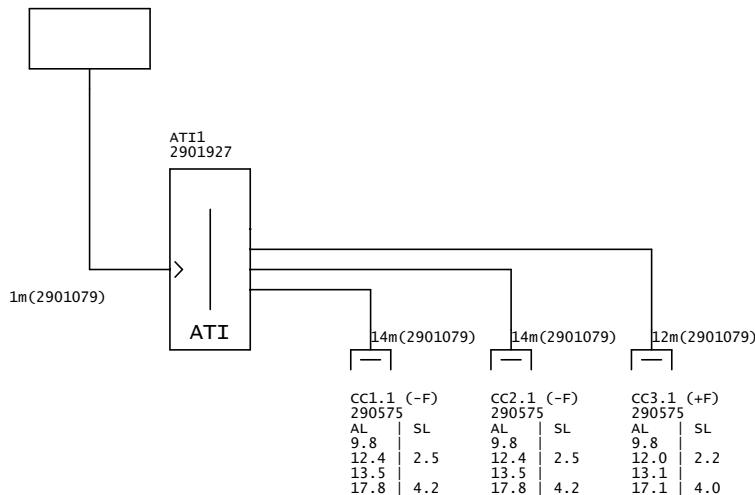 ATI1
2901927
1m(2901079)
ATI
14m(2901079) 14m(2901079) 12m(2901079)
CC1.1 (-F) CC2.1 (-F) CC3.1 (+F)
290575 290575 290575
AL | SL AL | SL AL | SL
9.8 | 9.8 | 9.8 |
12.4 | 2.5 12.4 | 2.5 12.0 | 2.2
13.5 | 13.5 | 13.1 |
17.8 | 4.2 17.8 | 4.2 17.1 | 4.0